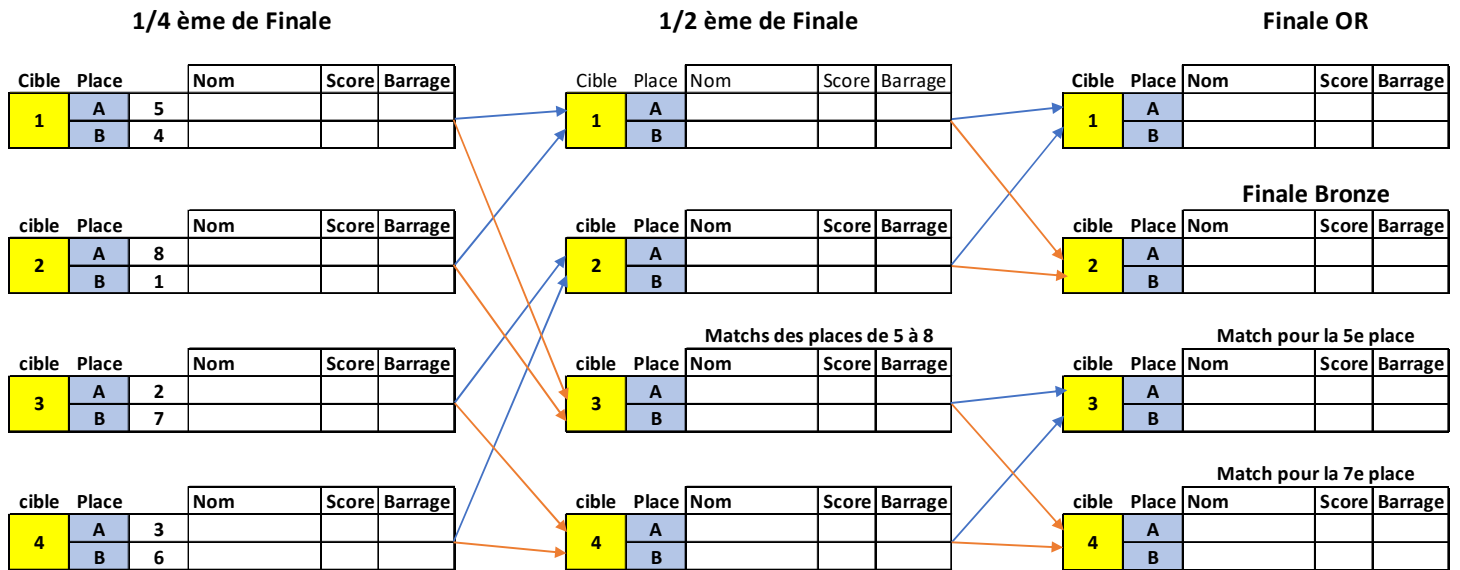 1/4 ème de Finale 1/2 ème de Finale Finale OR
Cible Place Nom Score Barrage Cible Place Nom Score Barrage Cible Place Nom Score Barrage
1 A 5 1 A 1 A
B 4 B B
Finale Bronze
cible Place Nom Score Barrage cible Place Nom Score Barrage cible Place Nom Score Barrage
2 A 8 2 A 2 A
B 1 B B
Matchs des places de 5 à 8 Match pour la 5e place
cible Place Nom Score Barrage cible Place Nom Score Barrage cible Place Nom Score Barrage
3 A 2 3 A 3 A
B 7 B B
Match pour la 7e place
cible Place Nom Score Barrage cible Place Nom Score Barrage cible Place Nom Score Barrage
4 A 3 4 A 4 A
B 6 B B